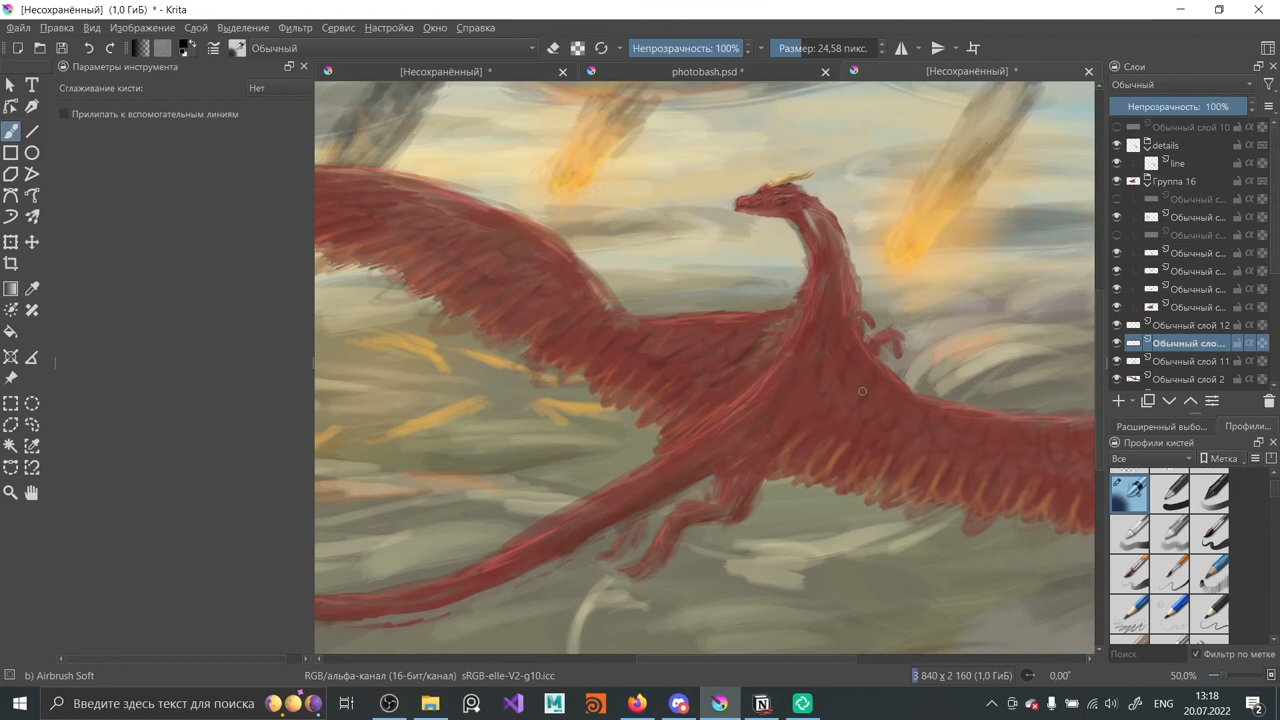 [Несохранённый] (1,0 ГиБ) * - Krita
Файл Правка Вид Изображение Слой Выделение Фильтр Сервис Настройка Окно Справка
Обычный Непрозрачность: 100% Размер: 24,58 пикс.
Параметры инструмента
[Несохранённый] *
photobash.psd *
[Несохранённый] *
Слои
Сглаживание кисти: Нет
Обычный
Непрозрачность: 100%
Прилипать к вспомогательным линиям
Обычный слой 10
details
line
Группа 16
Обычный с...
Обычный с...
Обычный с...
Обычный с...
Обычный с...
Обычный с...
Обычный с...
Обычный слой 12
Обычный сло...
Обычный слой 11
Обычный слой 2
Расширенный выбо... Профили...
Профили кистей
Все Метка
Поиск Фильтр по метке
b) Airbrush Soft
RGB/альфа-канал (16-бит/канал) sRGB-elle-V2-g10.icc
3 840 x 2 160 (1,0 ГиБ) 0,00° 50,0%
Введите здесь текст для поиска
ENG
13:18
20.07.2022
2